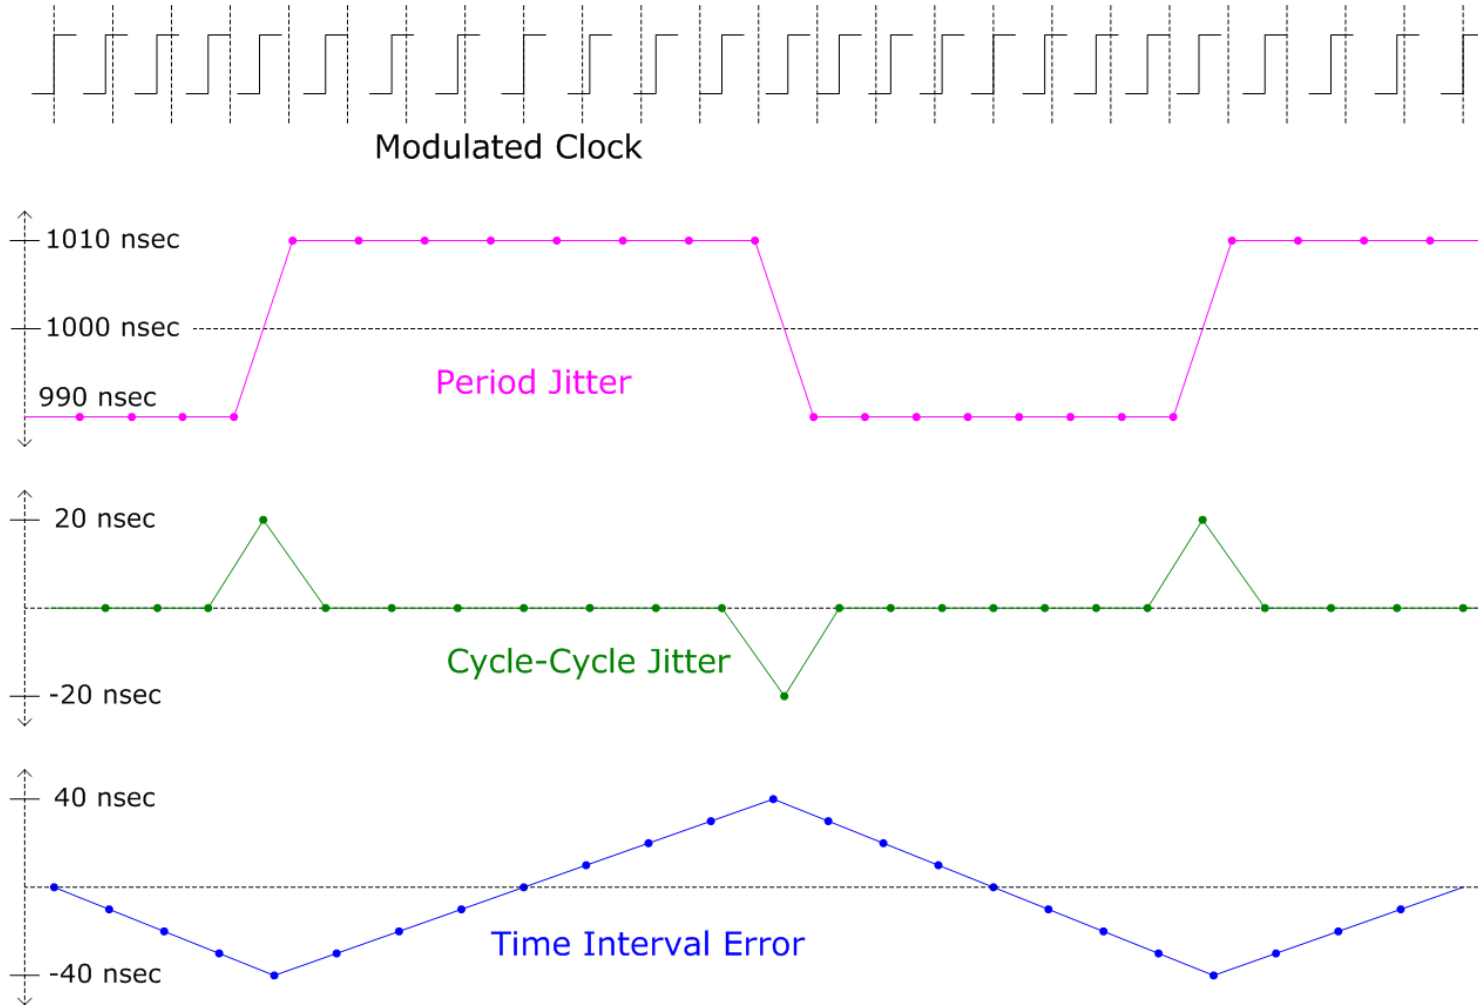 Modulated Clock
1010 nsec
1000 nsec
990 nsec
Period Jitter
20 nsec
Cycle-Cycle Jitter
-20 nsec
40 nsec
Time Interval Error
-40 nsec